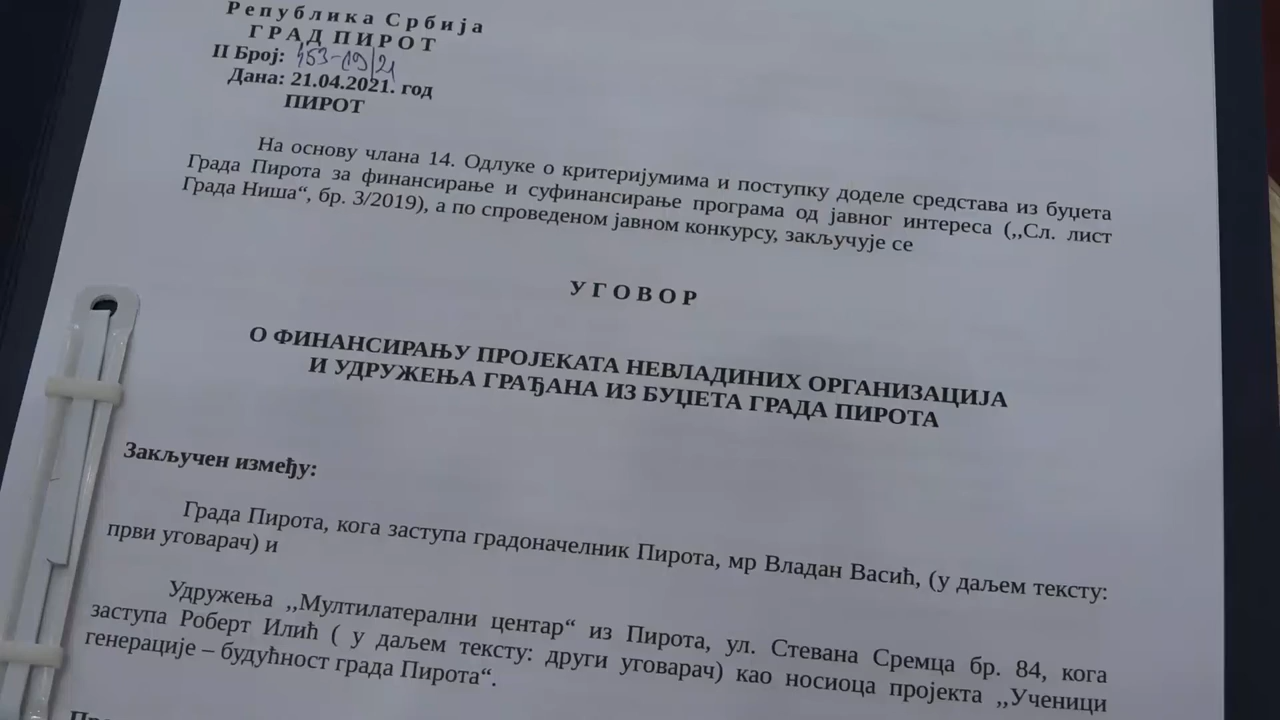 Република Србија
ГРАД ПИРОТ
II Број: 453-19/21
Дана: 21.04.2021. год
ПИРОТ
На основу члана 14. Одлуке о критеријумима и поступку доделе средстава из буџета
Града Пирота за финансирање и суфинансирање програма од јавног интереса (,,Сл. лист
Града Ниша“, бр. 3/2019), а по спроведеном јавном конкурсу, закључује се
УГОВОР
О ФИНАНСИРАЊУ ПРОЈЕКАТА НЕВЛАДИНИХ ОРГАНИЗАЦИЈА
И УДРУЖЕЊА ГРАЂАНА ИЗ БУЏЕТА ГРАДА ПИРОТА
Закључен између:
Града Пирота, кога заступа градоначелник Пирота, мр Владан Васић, (у даљем тексту:
први уговарач) и
Удружења ,,Мултилатерални центар“ из Пирота, ул. Стевана Сремца бр. 84, кога
заступа Роберт Илић ( у даљем тексту: други уговарач) као носиоца пројекта ,,Ученици
генерације – будућност града Пирота“.